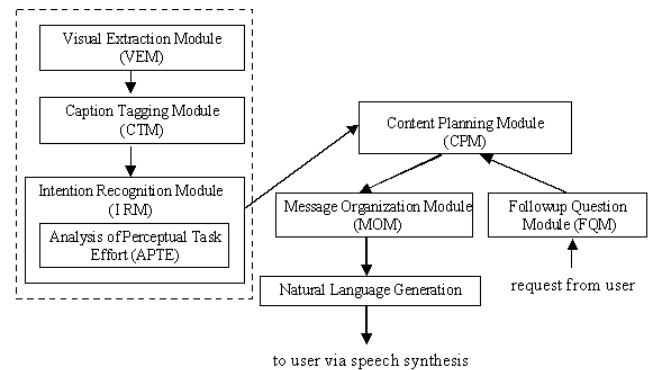 Visual Extraction Module
(VEM)
Caption Tagging Module
(CTM)
Intention Recognition Module
(IRM)
Analysis of Perceptual Task
Effort (APTE)
Content Planning Module
(CPM)
Message Organization Module
(MOM)
Followup Question
Module (FQM)
Natural Language Generation
request from user
to user via speech synthesis